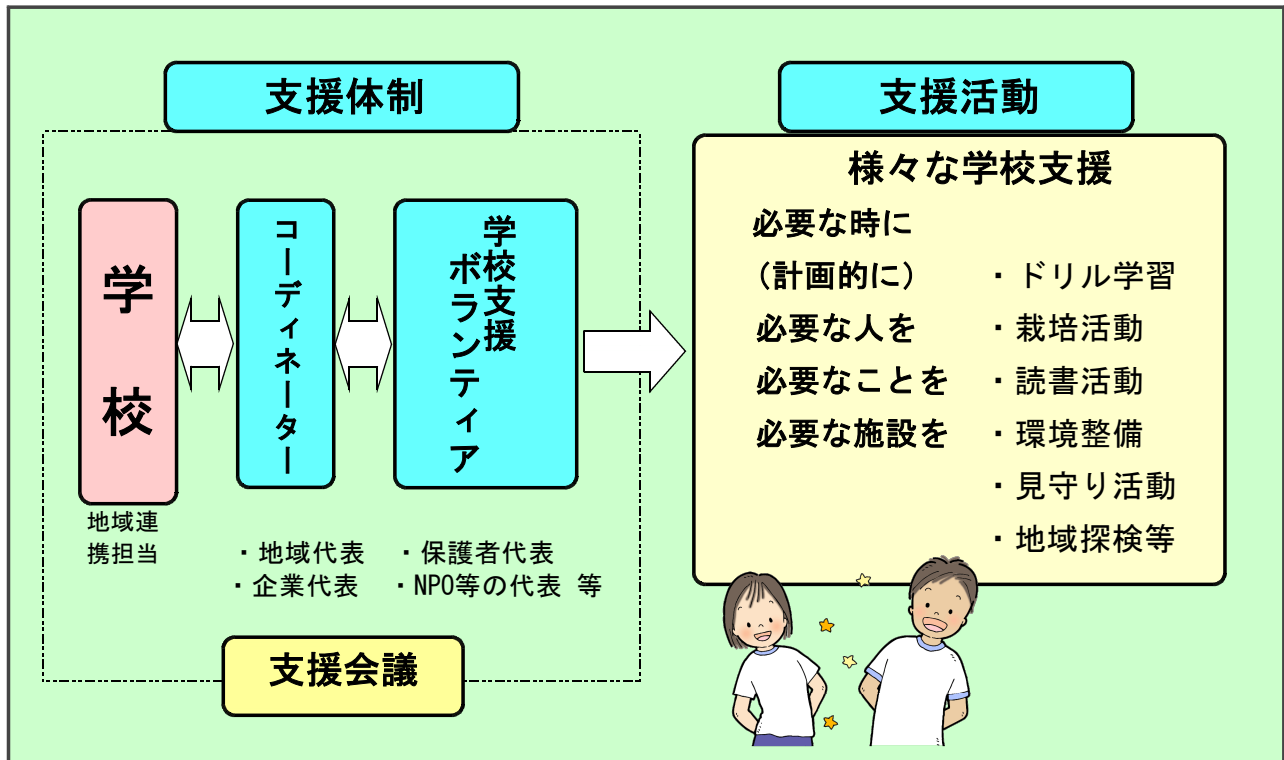 支援体制
学校
地域連
携担当
コーディネーター
学校支援
ボランティア
・地域代表 ・保護者代表
・企業代表 ・NPO等の代表 等
支援会議
支援活動
様々な学校支援
必要な時に
(計画的に)
必要な人を
必要なことを
必要な施設を
・ドリル学習
・栽培活動
・読書活動
・環境整備
・見守り活動
・地域探検等